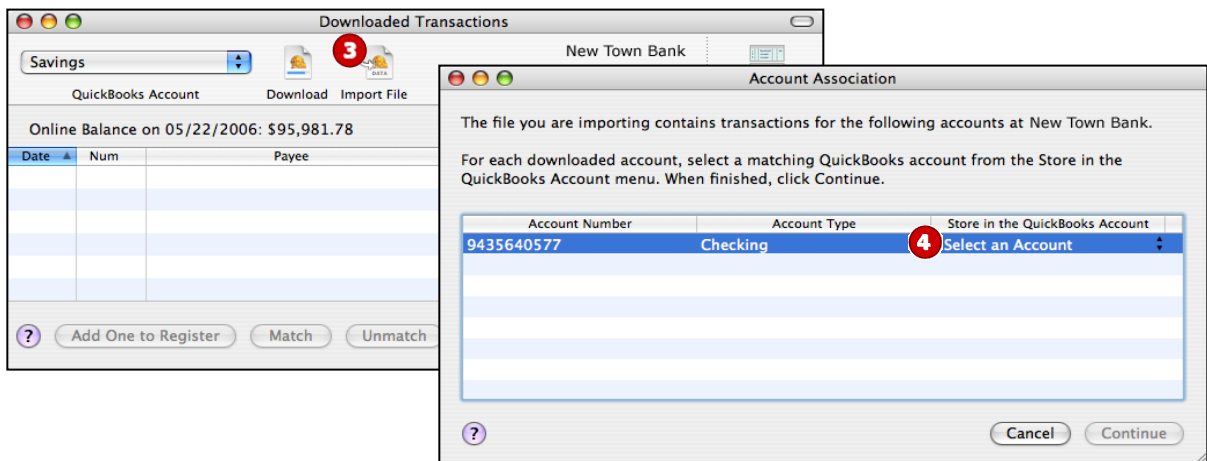 Downloaded Transactions
Savings
3
New Town Bank
QuickBooks Account
Download
DATA
Import File
Online Balance on 05/22/2006: $95,981.78
Date Num Payee
? Add One to Register Match Unmatch
Account Association
The file you are importing contains transactions for the following accounts at New Town Bank.
For each downloaded account, select a matching QuickBooks account from the Store in the
QuickBooks Account menu. When finished, click Continue.
Account Number Account Type Store in the QuickBooks Account
9435640577 Checking 4 Select an Account
? Cancel Continue